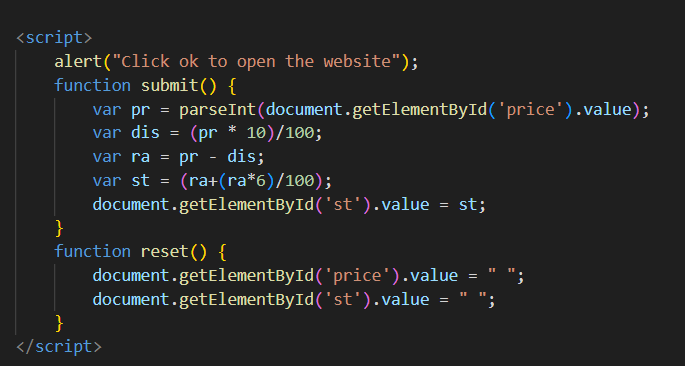 <script>
alert("Click ok to open the website");
function submit() {
var pr = parseInt(document.getElementById('price').value);
var dis = (pr * 10)/100;
var ra = pr - dis;
var st = (ra+(ra*6)/100);
document.getElementById('st').value = st;
}
function reset() {
document.getElementById('price').value = " ";
document.getElementById('st').value = " ";
}
</script>